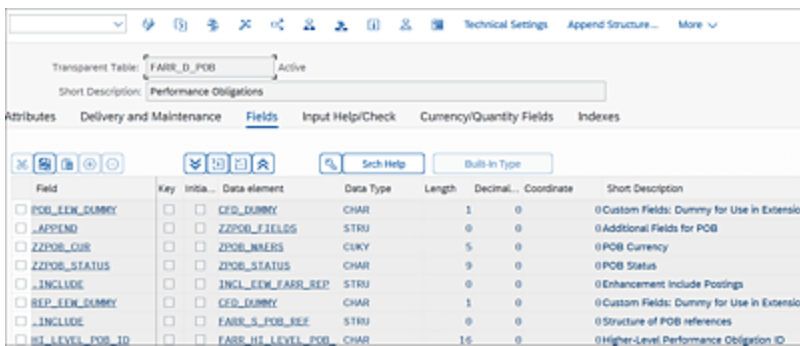 Technical Settings Append Structure... More
Transparent Table: FARR_D_POB Active
Short Description: Performance Obligations
Attributes Delivery and Maintenance Fields Input Help/Check Currency/Quantity Fields Indexes
Srch Help Built-In Type
Field Key Initia... Data element Data Type Length Decimal... Coordinate Short Description
POB_EEW_DUMMY CFD_DUMMY CHAR 1 0 0 Custom Fields: Dummy for Use in Extensio
.APPEND ZZPOB_FIELDS STRU 0 0 0 Additional Fields for POB
ZZPOB_CUR ZPOB_WAERS CUKY 5 0 0 POB Currency
ZZPOB_STATUS ZPOB_STATUS CHAR 9 0 0 POB Status
.INCLUDE INCL_EEW_FARR_REP STRU 0 0 0 Enhancement Include Postings
REP_EEW_DUMMY CFD_DUMMY CHAR 1 0 0 Custom Fields: Dummy for Use in Extensio
.INCLUDE FARR_S_POB_REF STRU 0 0 0 Structure of POB references
HI_LEVEL_POB_ID FARR_HI_LEVEL_POB_ CHAR 16 0 0 Higher-Level Performance Obligation ID